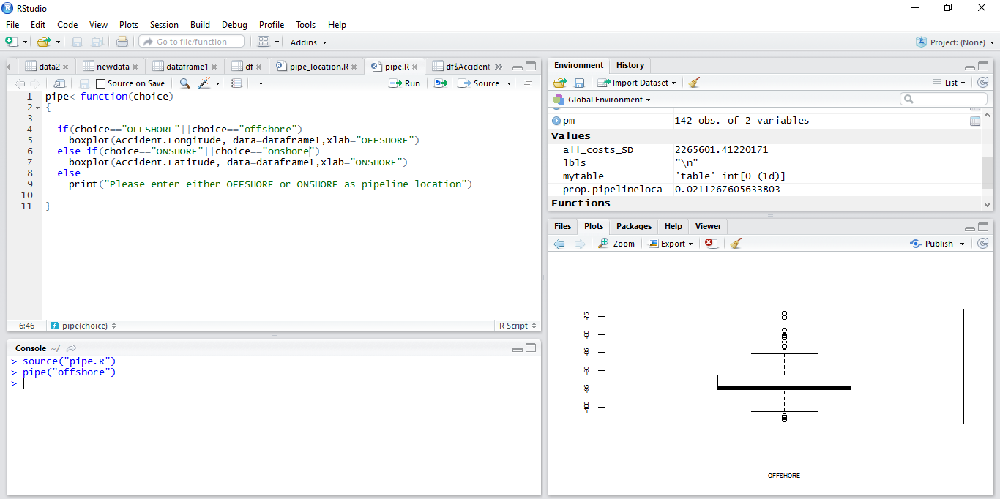 RStudio
File Edit Code View Plots Session Build Debug Profile Tools Help
Go to file/function Addins Project: (None)
data2 newdata dataframe1 df pipe_location.R pipe.R df$Accident
Source on Save Run Source
1 pipe<-function(choice)
2 {
3
4 if(choice=="OFFSHORE"||choice=="offshore")
5 boxplot(Accident.Longitude, data=dataframe1,xlab="OFFSHORE")
6 else if(choice=="ONSHORE"||choice=="onshore")
7 boxplot(Accident.Latitude, data=dataframe1,xlab="ONSHORE")
8 else
9 print("Please enter either OFFSHORE or ONSHORE as pipeline location")
10
11 }
6:46 pipe(choice) R Script
Console ~/
> source("pipe.R")
> pipe("offshore")
>
Environment History
Import Dataset List
Global Environment
pm 142 obs. of 2 variables
Values
all_costs_SD 2265601.41220171
lbls "\n"
mytable 'table' int[0 (1d)]
prop.pipelineloca… 0.0211267605633803
Functions
Files Plots Packages Help Viewer
Zoom Export Publish
-75
-80
-85
-90
-95
-100
OFFSHORE